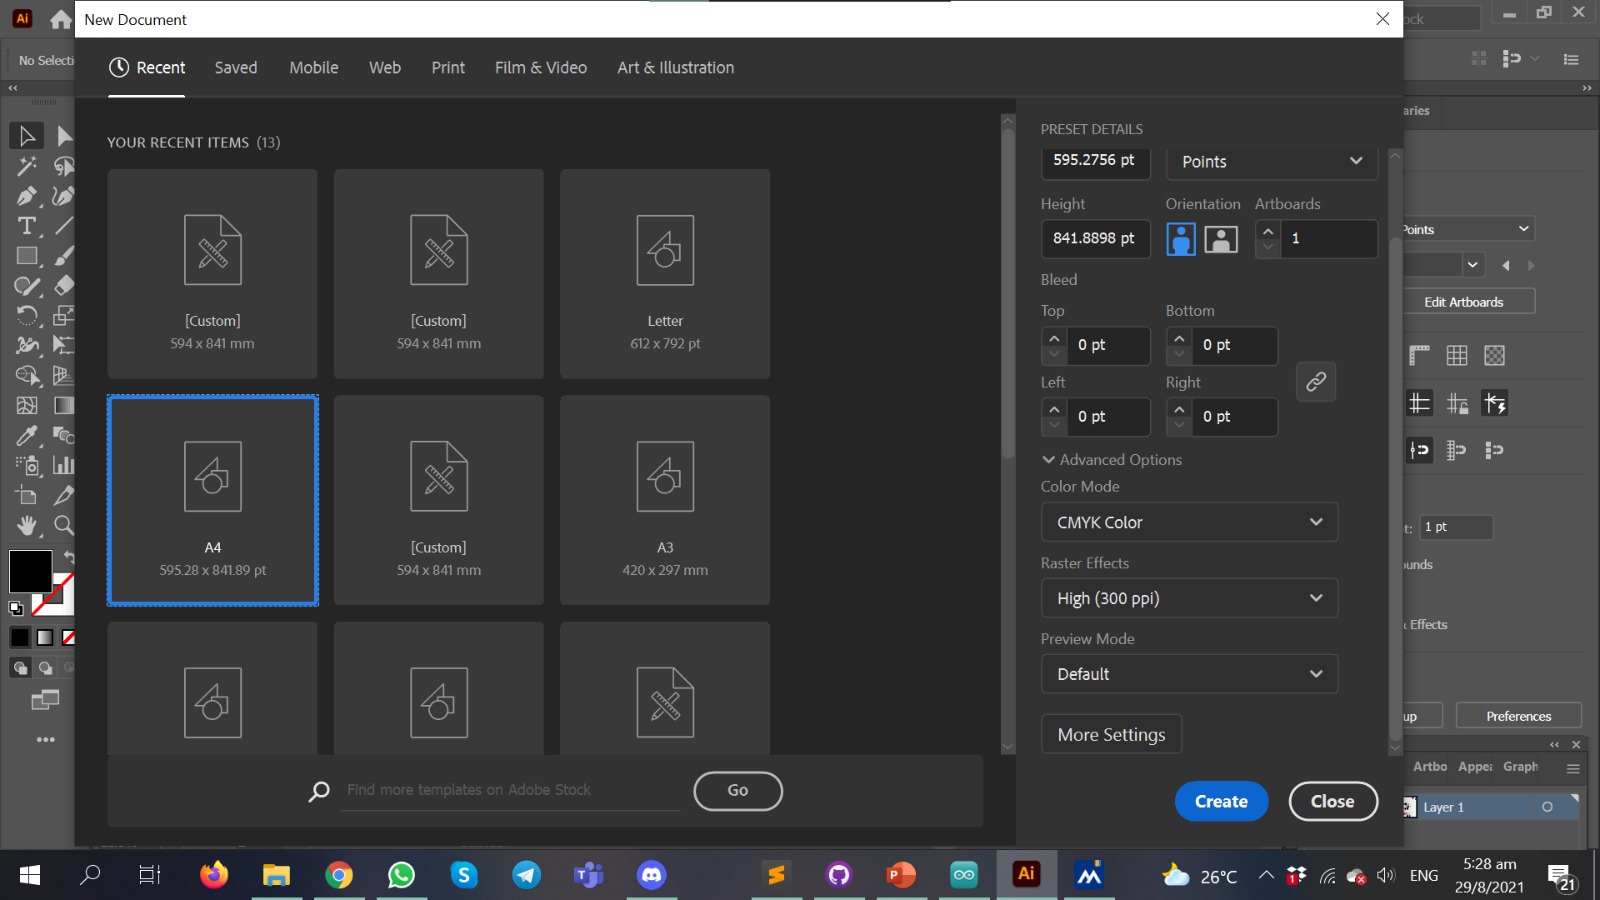 Ai
New Document
ock
No Selecti
Recent
Saved
Mobile
Web
Print
Film & Video
Art & Illustration
aries
YOUR RECENT ITEMS (13)
[Custom]
594 x 841 mm
[Custom]
594 x 841 mm
Letter
612 x 792 pt
A4
595.28 x 841.89 pt
[Custom]
594 x 841 mm
A3
420 x 297 mm
Find more templates on Adobe Stock
Go
PRESET DETAILS
595.2756 pt
Points
Height
Orientation
Artboards
841.8898 pt
1
Bleed
Top
Bottom
0 pt
0 pt
Left
Right
0 pt
0 pt
Advanced Options
Color Mode
CMYK Color
Raster Effects
High (300 ppi)
Preview Mode
Default
More Settings
Create
Close
Points
Edit Artboards
t:
1 pt
ounds
& Effects
up
Preferences
Artbo
Appea
Graph
Layer 1
26°C
ENG
5:28 am
29/8/2021
21